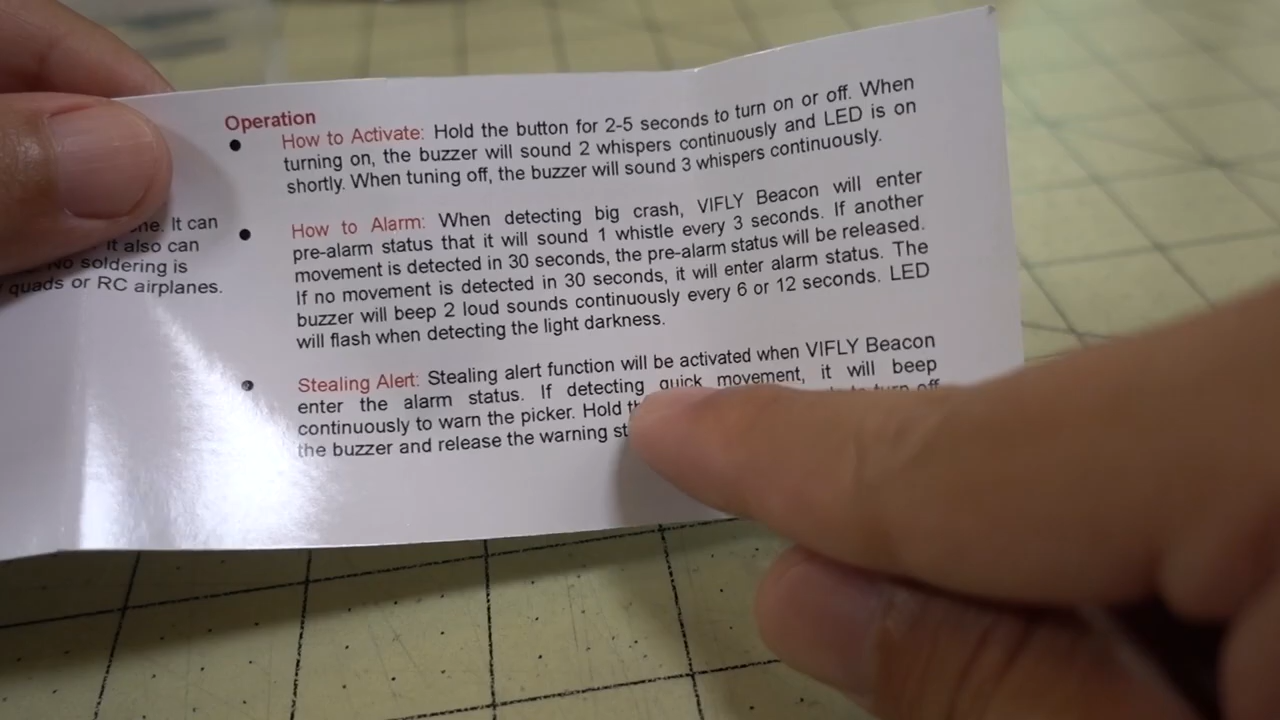 Operation
How to Activate: Hold the button for 2-5 seconds to turn on or off. When
turning on, the buzzer will sound 2 whispers continuously and LED is on
shortly. When tuning off, the buzzer will sound 3 whispers continuously.
How to Alarm: When detecting big crash, VIFLY Beacon will enter
pre-alarm status that it will sound 1 whistle every 3 seconds. If another
movement is detected in 30 seconds, the pre-alarm status will be released.
If no movement is detected in 30 seconds, it will enter alarm status. The
buzzer will beep 2 loud sounds continuously every 6 or 12 seconds. LED
will flash when detecting the light darkness.
Stealing Alert: Stealing alert function will be activated when VIFLY Beacon
enter the alarm status. If detecting quick movement, it will beep
continuously to warn the picker. Hold to turn off
the buzzer and release the warning
It can
it also can
No soldering is
quads or RC airplanes.